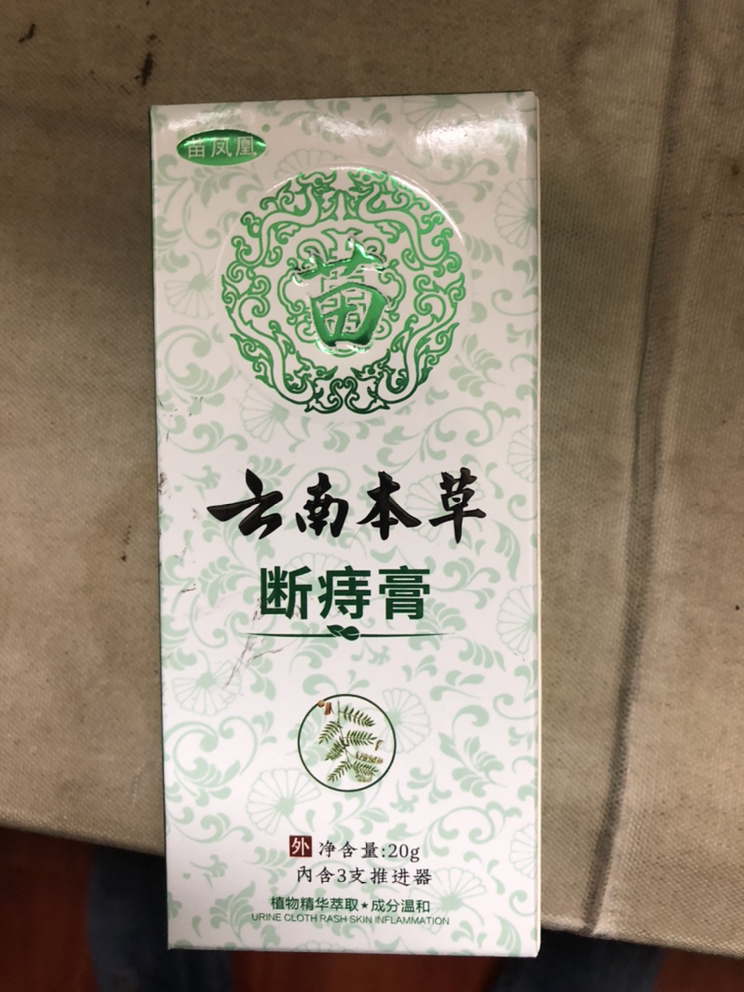 苗凤凰
苗
云南本草
断痔膏
外 净含量:20g
内含3支推进器
植物精华萃取★成分温和
URINE CLOTH RASH SKIN INFLAMMATION